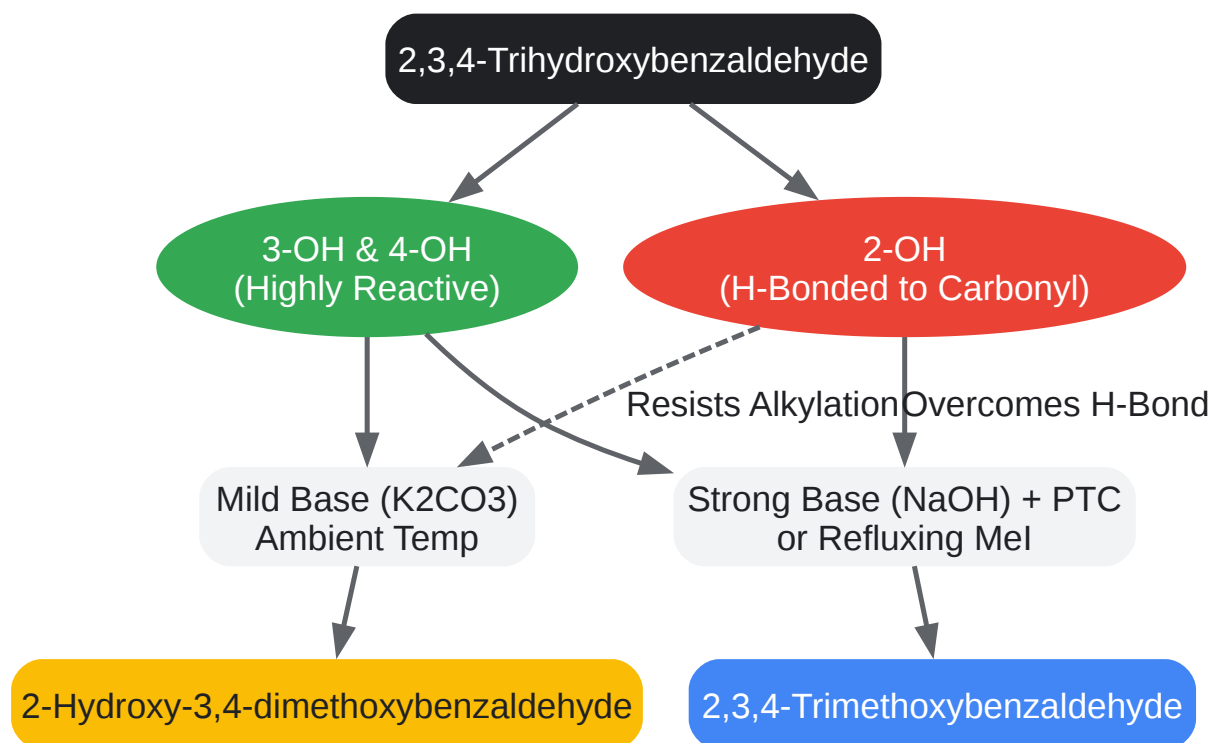 2,3,4-Trihydroxybenzaldehyde
3-OH & 4-OH
(Highly Reactive)
2-OH
(H-Bonded to Carbonyl)
Resists Alkylation
Overcomes H-Bond
Mild Base (K2CO3)
Ambient Temp
Strong Base (NaOH) + PTC
or Refluxing MeI
2-Hydroxy-3,4-dimethoxybenzaldehyde
2,3,4-Trimethoxybenzaldehyde